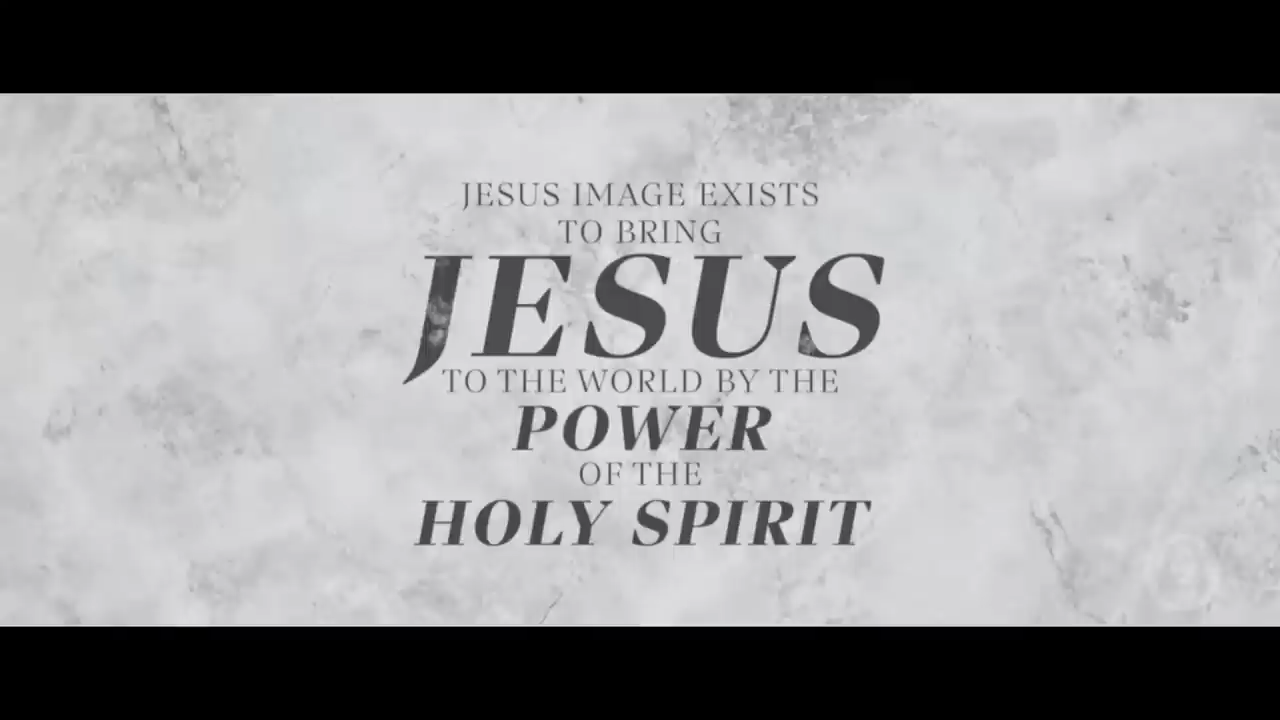 JESUS IMAGE EXISTS
TO BRING
JESUS
TO THE WORLD BY THE
POWER
OF THE
HOLY SPIRIT